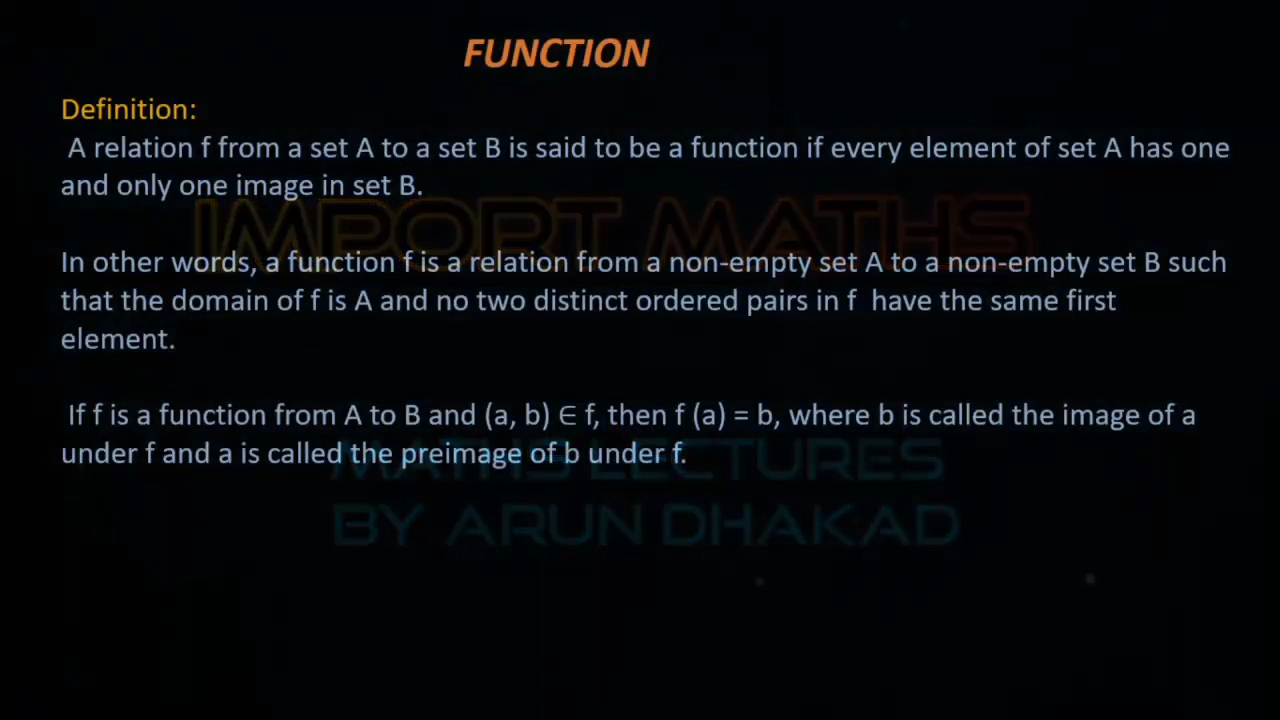 FUNCTION
Definition:
A relation f from a set A to a set B is said to be a function if every element of set A has one
and only one image in set B.
IMPORT MATHS
In other words, a function f is a relation from a non-empty set A to a non-empty set B such
that the domain of f is A and no two distinct ordered pairs in f have the same first
element.
If f is a function from A to B and (a, b) ∈ f, then f (a) = b, where b is called the image of a
under f and a is called the preimage of b under f.
MATHS LECTURES
BY ARUN DHAKAD